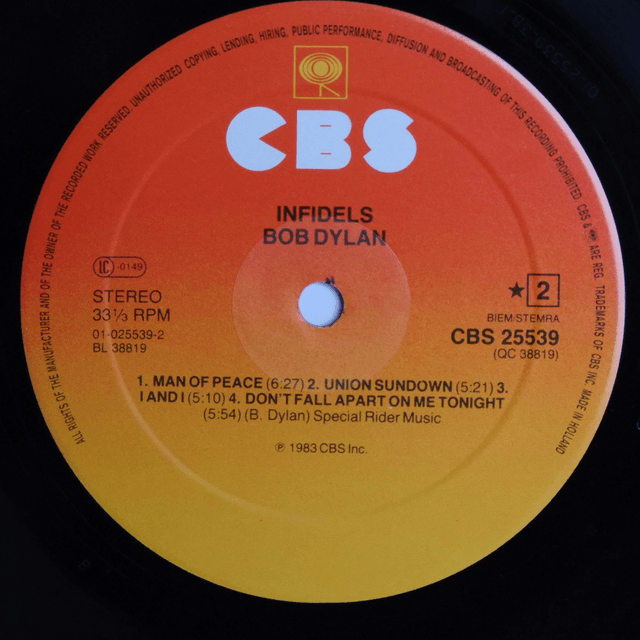 ALL RIGHTS OF THE MANUFACTURER AND OF THE OWNER OF THE RECORDED WORK RESERVED. UNAUTHORIZED COPYING, LENDING, HIRING, PUBLIC PERFORMANCE, DIFFUSION AND BROADCASTING OF THIS RECORDING PROHIBITED. CBS & ARE REG. TRADEMARKS OF CBS INC. MADE IN HOLLAND
CBS
INFIDELS
BOB DYLAN
LC-0149
STEREO
33⅓ RPM
01-025539-2
BL 38819
★ 2
BIEM/STEMRA
CBS 25539
(QC 38819)
1. MAN OF PEACE (6:27) 2. UNION SUNDOWN (5:21) 3.
I AND I (5:10) 4. DON'T FALL APART ON ME TONIGHT
(5:54) (B. Dylan) Special Rider Music
℗ 1983 CBS Inc.